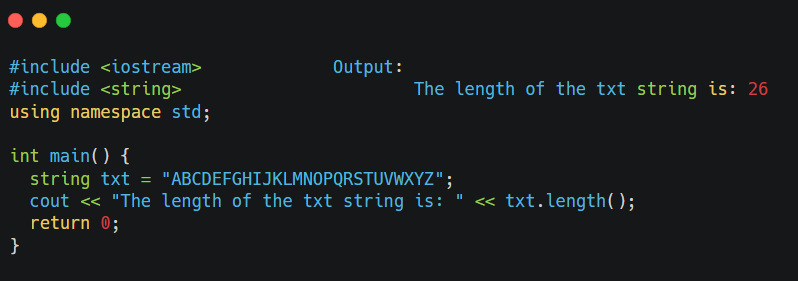 #include <iostream>             Output:
#include <string>                       The length of the txt string is: 26
using namespace std;

int main() {
  string txt = "ABCDEFGHIJKLMNOPQRSTUVWXYZ";
  cout << "The length of the txt string is: " << txt.length();
  return 0;
}